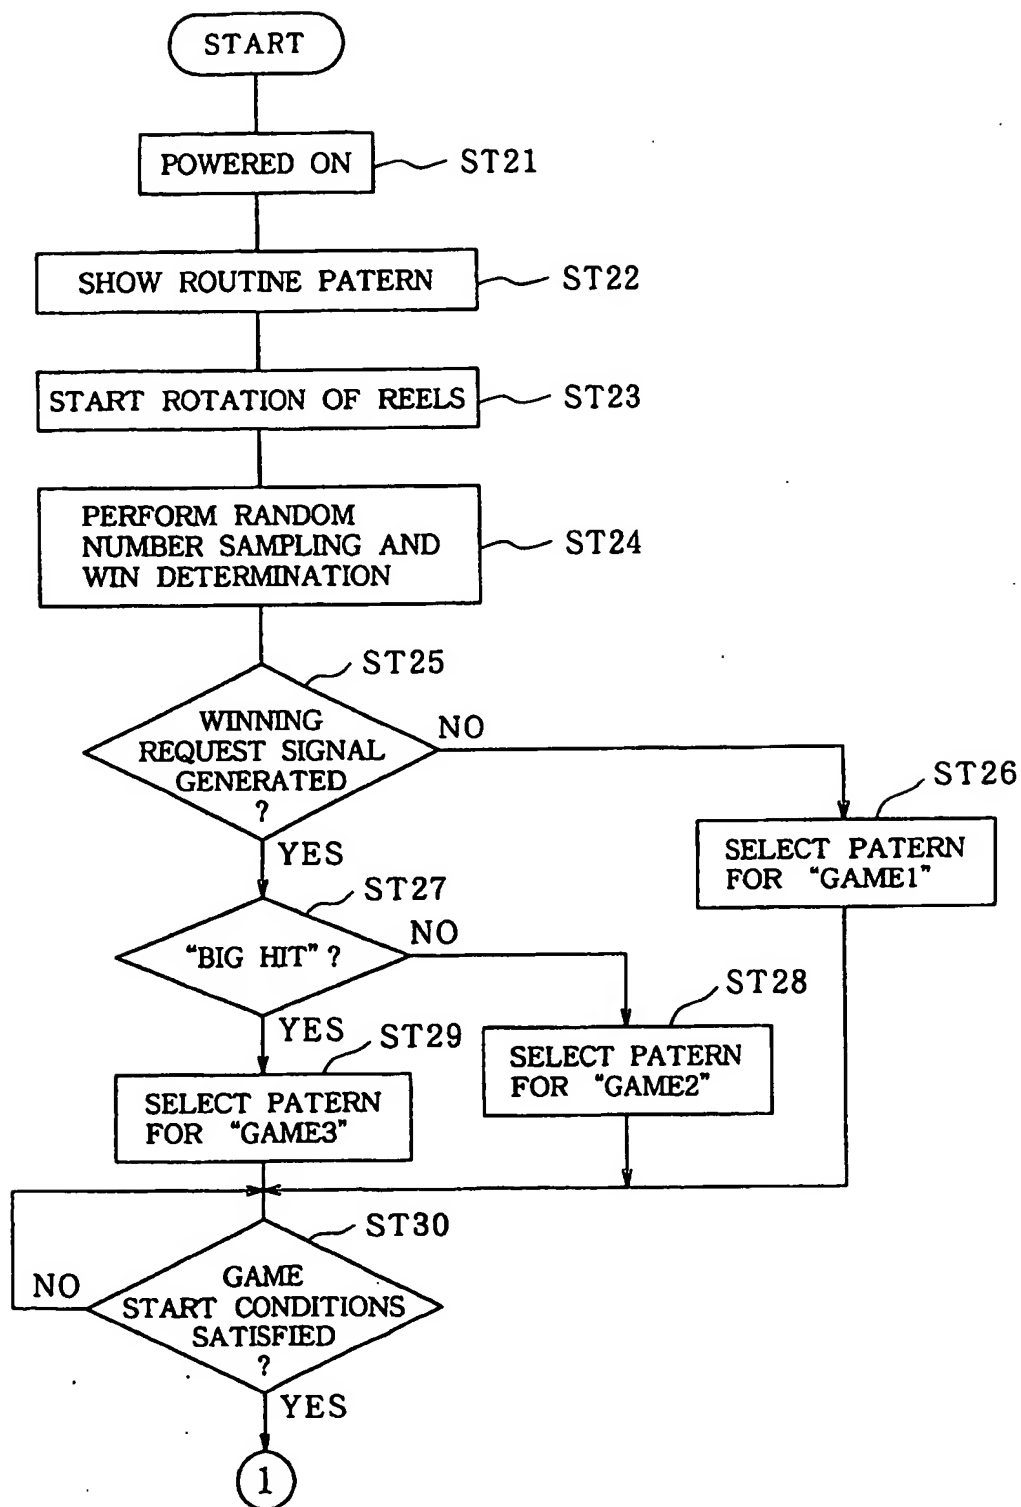 START
POWERED ON
ST21
SHOW ROUTINE PATERN
ST22
START ROTATION OF REELS
ST23
PERFORM RANDOM
NUMBER SAMPLING AND
WIN DETERMINATION
ST24
ST25
WINNING
REQUEST SIGNAL
GENERATED
?
NO
YES
ST26
SELECT PATERN
FOR "GAME1"
ST27
"BIG HIT" ?
NO
YES
ST28
SELECT PATERN
FOR "GAME2"
ST29
SELECT PATERN
FOR "GAME3"
ST30
GAME
START CONDITIONS
SATISFIED
?
NO
YES
1